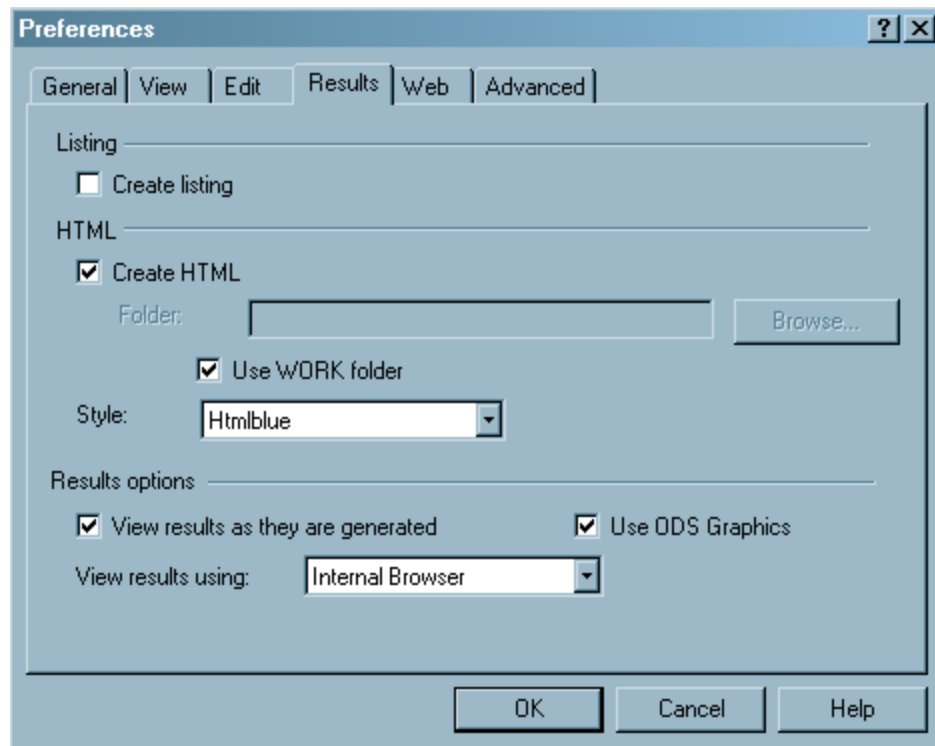 Preferences
General View Edit Results Web Advanced
Listing
Create listing
HTML
Create HTML
Folder: Browse...
Use WORK folder
Style: Htmlblue
Results options
View results as they are generated Use ODS Graphics
View results using: Internal Browser
OK Cancel Help